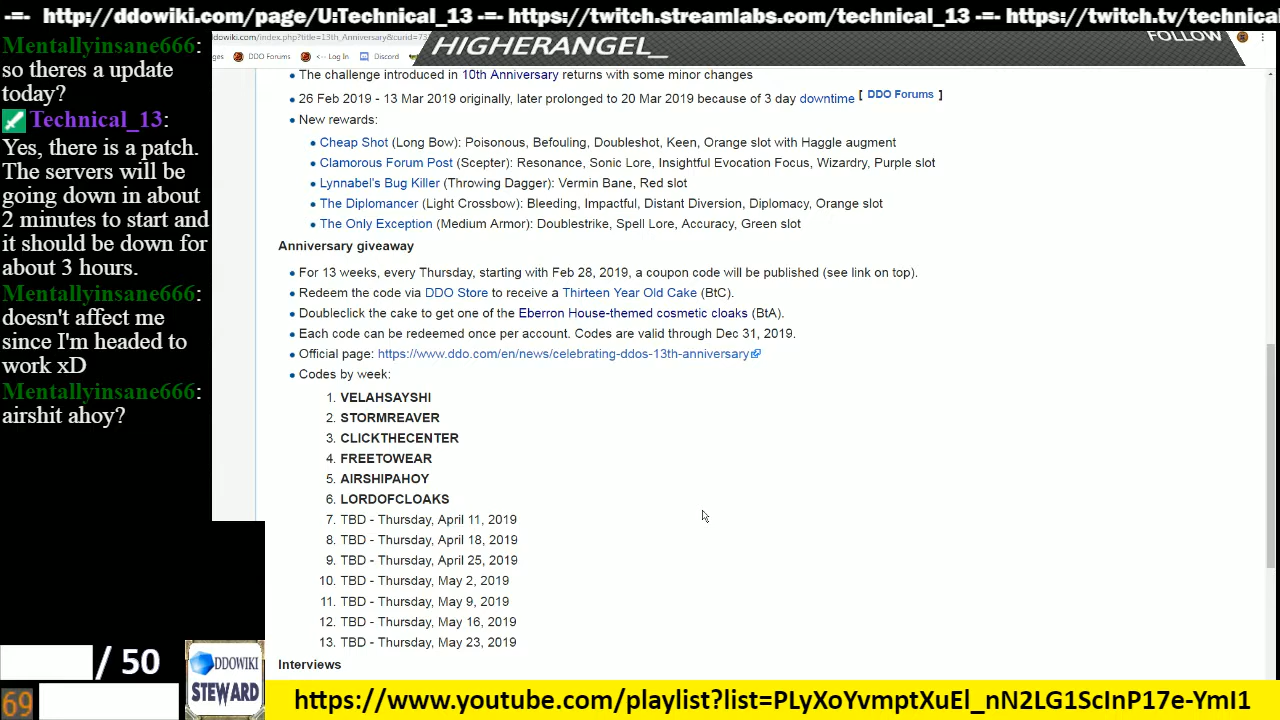 -=- http://ddowiki.com/page/U:Technical_13 -=- https://twitch.streamlabs.com/technical_13 -=- https://twitch.tv/technical
Mentallyinsane666:
so theres a update
today?
Technical_13:
Yes, there is a patch.
The servers will be
going down in about
2 minutes to start and
it should be down for
about 3 hours.
Mentallyinsane666:
doesn't affect me
since I'm headed to
work xD
Mentallyinsane666:
airshit ahoy?
/ 50
69
DDOWIKI
STEWARD
HIGHERANGEL_
FOLLOW
ges DDO Forums <-- Log In Discord
The challenge introduced in 10th Anniversary returns with some minor changes
26 Feb 2019 - 13 Mar 2019 originally, later prolonged to 20 Mar 2019 because of 3 day downtime [ DDO Forums ]
New rewards:
Cheap Shot (Long Bow): Poisonous, Befouling, Doubleshot, Keen, Orange slot with Haggle augment
Clamorous Forum Post (Scepter): Resonance, Sonic Lore, Insightful Evocation Focus, Wizardry, Purple slot
Lynnabel's Bug Killer (Throwing Dagger): Vermin Bane, Red slot
The Diplomancer (Light Crossbow): Bleeding, Impactful, Distant Diversion, Diplomacy, Orange slot
The Only Exception (Medium Armor): Doublestrike, Spell Lore, Accuracy, Green slot
Anniversary giveaway
For 13 weeks, every Thursday, starting with Feb 28, 2019, a coupon code will be published (see link on top).
Redeem the code via DDO Store to receive a Thirteen Year Old Cake (BtC).
Doubleclick the cake to get one of the Eberron House-themed cosmetic cloaks (BtA).
Each code can be redeemed once per account. Codes are valid through Dec 31, 2019.
Official page: https://www.ddo.com/en/news/celebrating-ddos-13th-anniversary
Codes by week:
1. VELAHSAYSHI
2. STORMREAVER
3. CLICKTHECENTER
4. FREETOWEAR
5. AIRSHIPAHOY
6. LORDOFCLOAKS
7. TBD - Thursday, April 11, 2019
8. TBD - Thursday, April 18, 2019
9. TBD - Thursday, April 25, 2019
10. TBD - Thursday, May 2, 2019
11. TBD - Thursday, May 9, 2019
12. TBD - Thursday, May 16, 2019
13. TBD - Thursday, May 23, 2019
Interviews
https://www.youtube.com/playlist?list=PLyXoYvmptXuEl_nN2LG1ScInP17e-YmI1